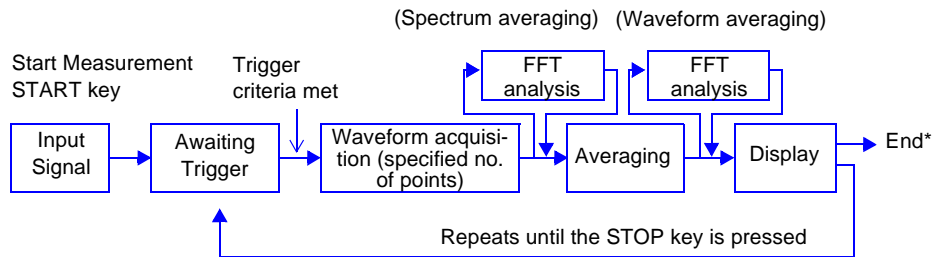 (Spectrum averaging)
(Waveform averaging)
Start Measurement
START key
Trigger
criteria met
FFT
analysis
FFT
analysis
Input
Signal
Awaiting
Trigger
Waveform acquisi-
tion (specified no.
of points)
Averaging
Display
End*
Repeats until the STOP key is pressed